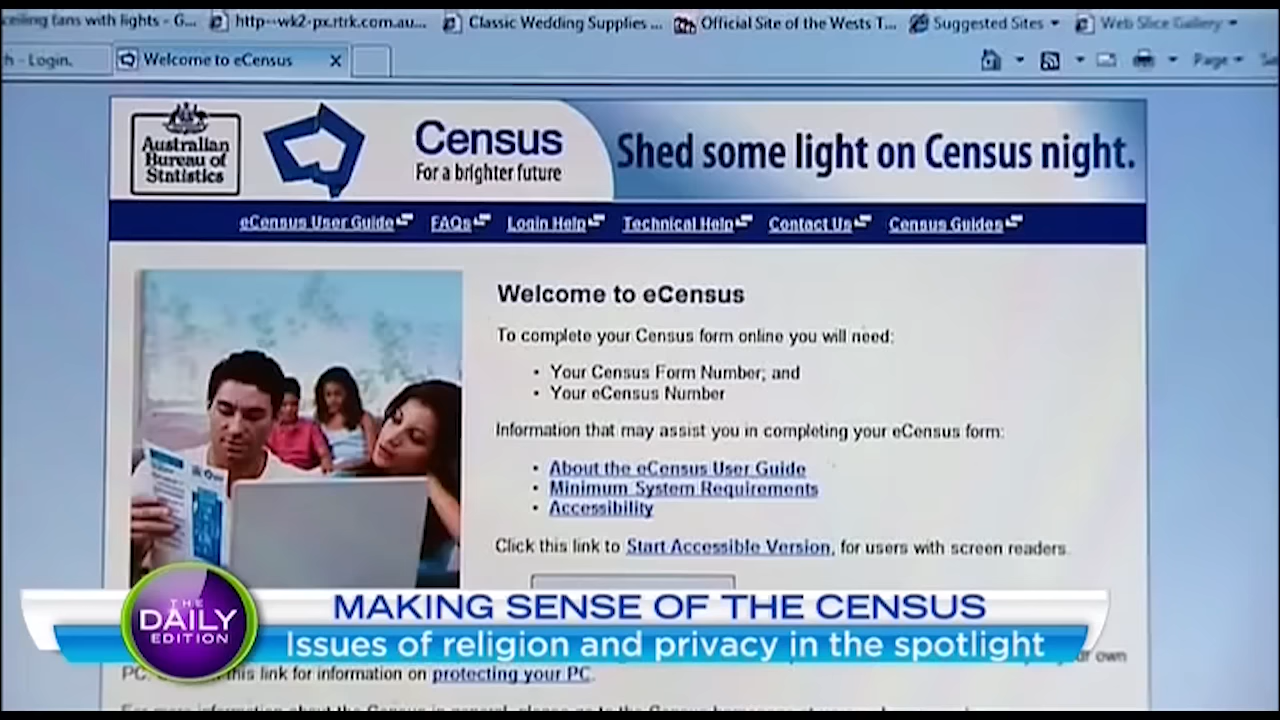 ceiling fans with lights - G...
http--wk2-px.rtrk.com.au...
Classic Wedding Supplies ...
Official Site of the Wests T...
Suggested Sites
Web Slice Gallery
h - Login.
Welcome to eCensus
Page
Australian
Bureau of
Statistics
Census
For a brighter future
Shed some light on Census night.
eCensus User Guide
FAQs
Login Help
Technical Help
Contact Us
Census Guides
Welcome to eCensus
To complete your Census form online you will need:
• Your Census Form Number; and
• Your eCensus Number
Information that may assist you in completing your eCensus form:
• About the eCensus User Guide
• Minimum System Requirements
• Accessibility
Click this link to Start Accessible Version, for users with screen readers.
THE
DAILY
EDITION
MAKING SENSE OF THE CENSUS
Issues of religion and privacy in the spotlight
own
PC. this link for information on protecting your PC.